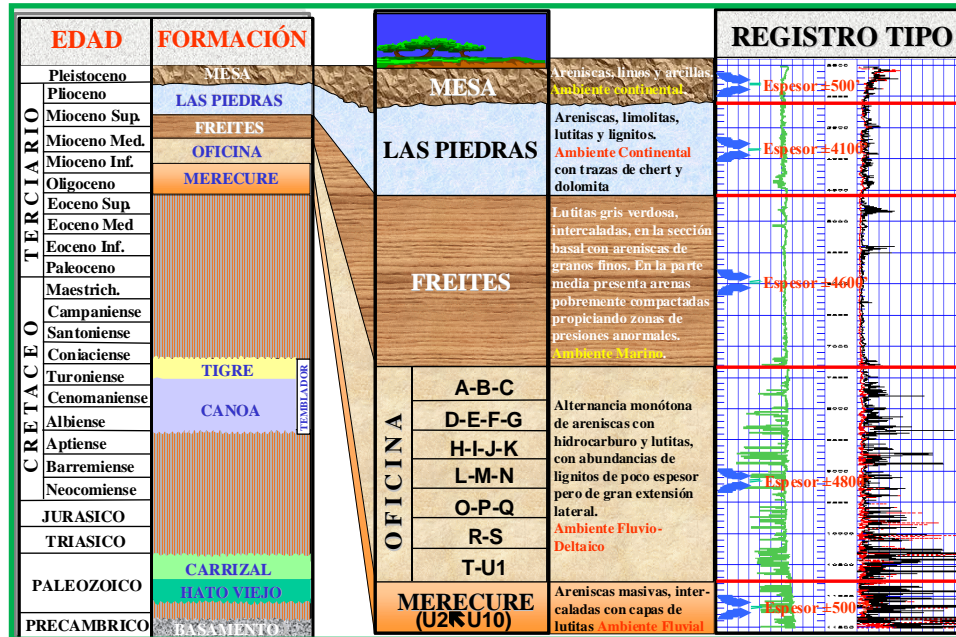 EDAD
FORMACIÓN
REGISTRO TIPO
TERCIARIO
Pleistoceno
Plioceno
Mioceno Sup.
Mioceno Med.
Mioceno Inf.
Oligoceno
Eoceno Sup.
Eoceno Med
Eoceno Inf.
Paleoceno
CRETACEO
Maestrich.
Campaniense
Santoniense
Coniaciense
Turoniense
Cenomaniense
Albiense
Aptiense
Barremiense
Neocomiense
JURASICO
TRIASICO
PALEOZOICO
PRECAMBRICO
MESA
LAS PIEDRAS
FREITES
OFICINA
MERECURE
TIGRE
CANOA
TEMBLADOR
CARRIZAL
HATO VIEJO
BASAMENTO
MESA
Areniscas, limos y arcillas.
Ambiente continental.
LAS PIEDRAS
Areniscas, limolitas,
lutitas y lignitos.
Ambiente Continental
con trazas de chert y
dolomita
FREITES
Lutitas gris verdosa,
intercaladas, en la sección
basal con areniscas de
granos finos. En la parte
media presenta arenas
pobremente compactadas
propiciando zonas de
presiones anormales.
Ambiente Marino.
OFICINA
A-B-C
D-E-F-G
H-I-J-K
L-M-N
O-P-Q
R-S
T-U1
Alternancia monótona
de areniscas con
hidrocarburo y lutitas,
con abundancias de
lignitos de poco espesor
pero de gran extensión
lateral.
Ambiente Fluvio-
Deltaico
MERECURE
(U2 U10)
Areniscas masivas, inter-
caladas con capas de
lutitas Ambiente Fluvial
Espesor ±500'
Espesor ±4100'
Espesor ±4600'
Espesor ±4800'
Espesor ±500'